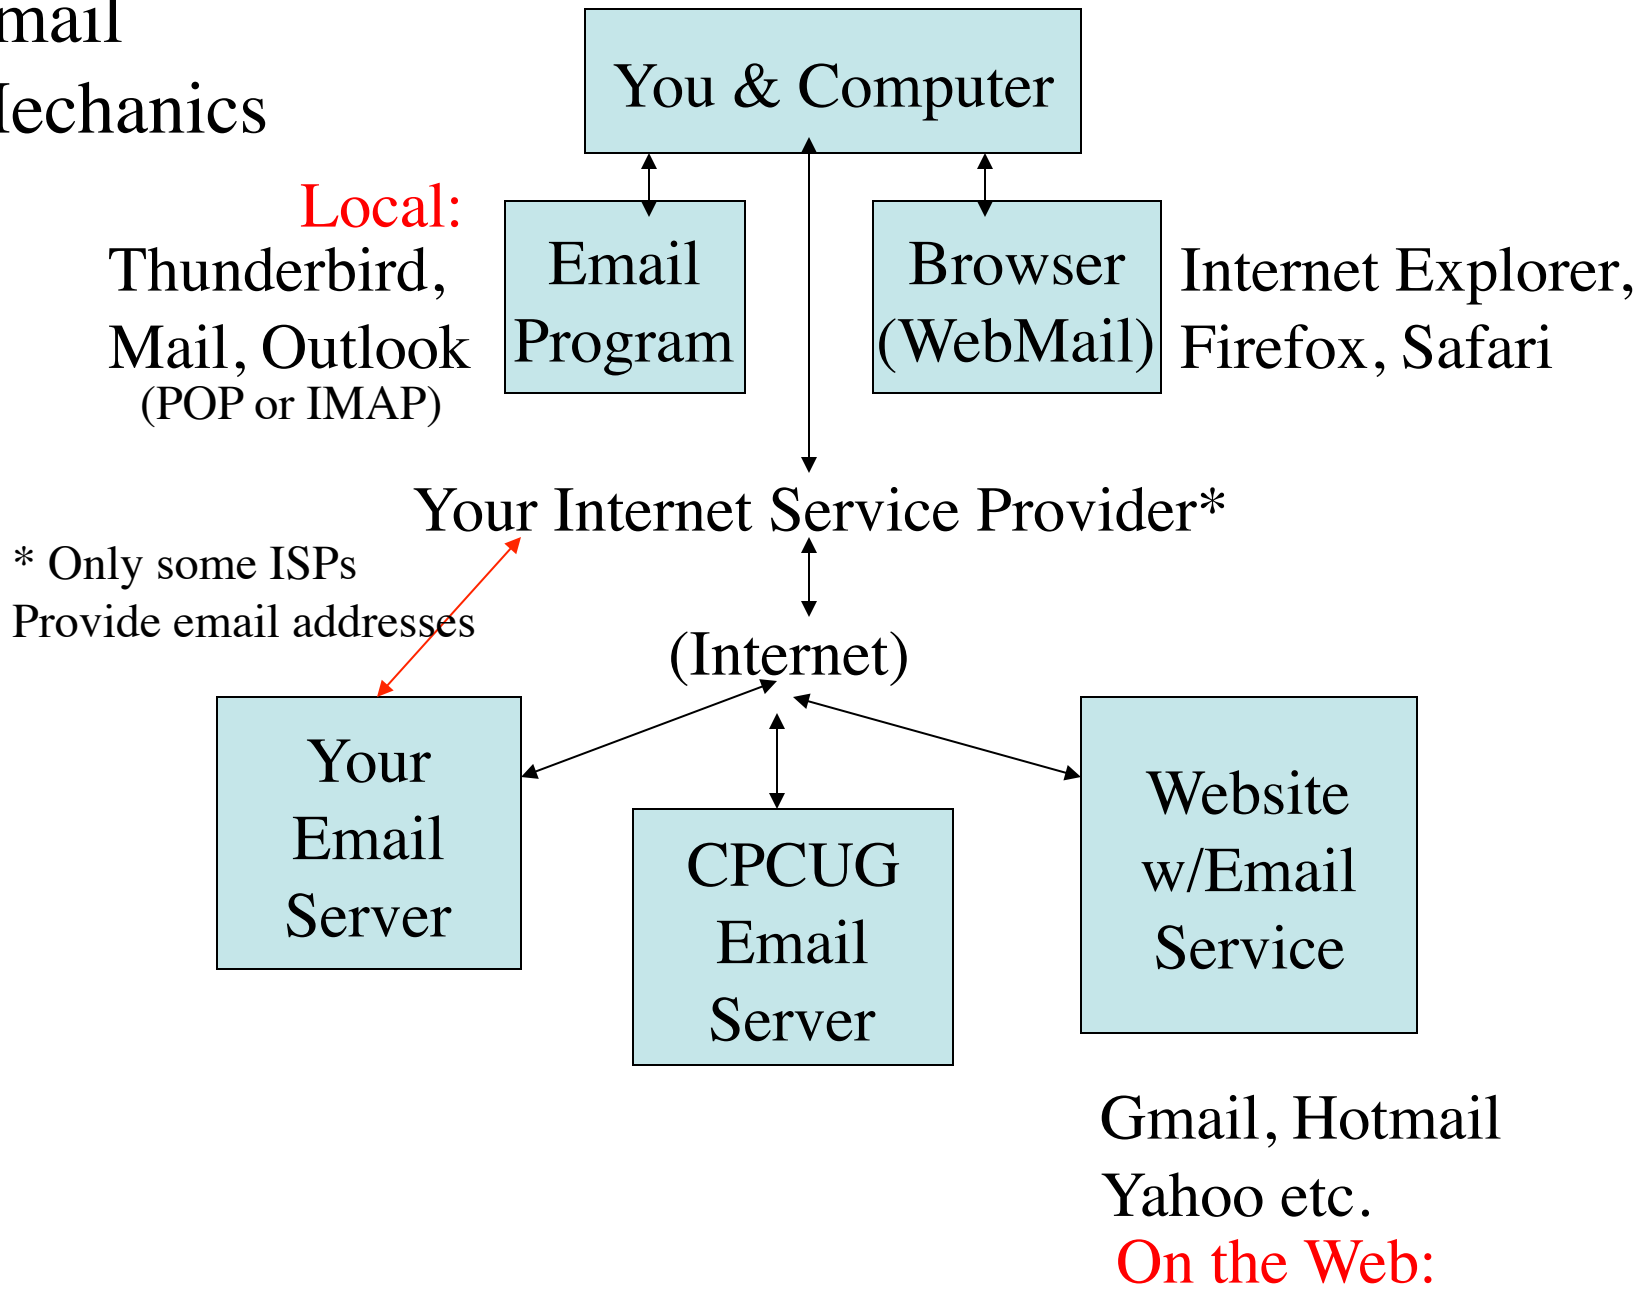 mail
echanics
You & Computer
Local:
Thunderbird,
Mail, Outlook
(POP or IMAP)
Email
Program
Browser
(WebMail)
Internet Explorer,
Firefox, Safari
Your Internet Service Provider*
* Only some ISPs
Provide email addresses
(Internet)
Your
Email
Server
CPCUG
Email
Server
Website
w/Email
Service
Gmail, Hotmail
Yahoo etc.
On the Web: